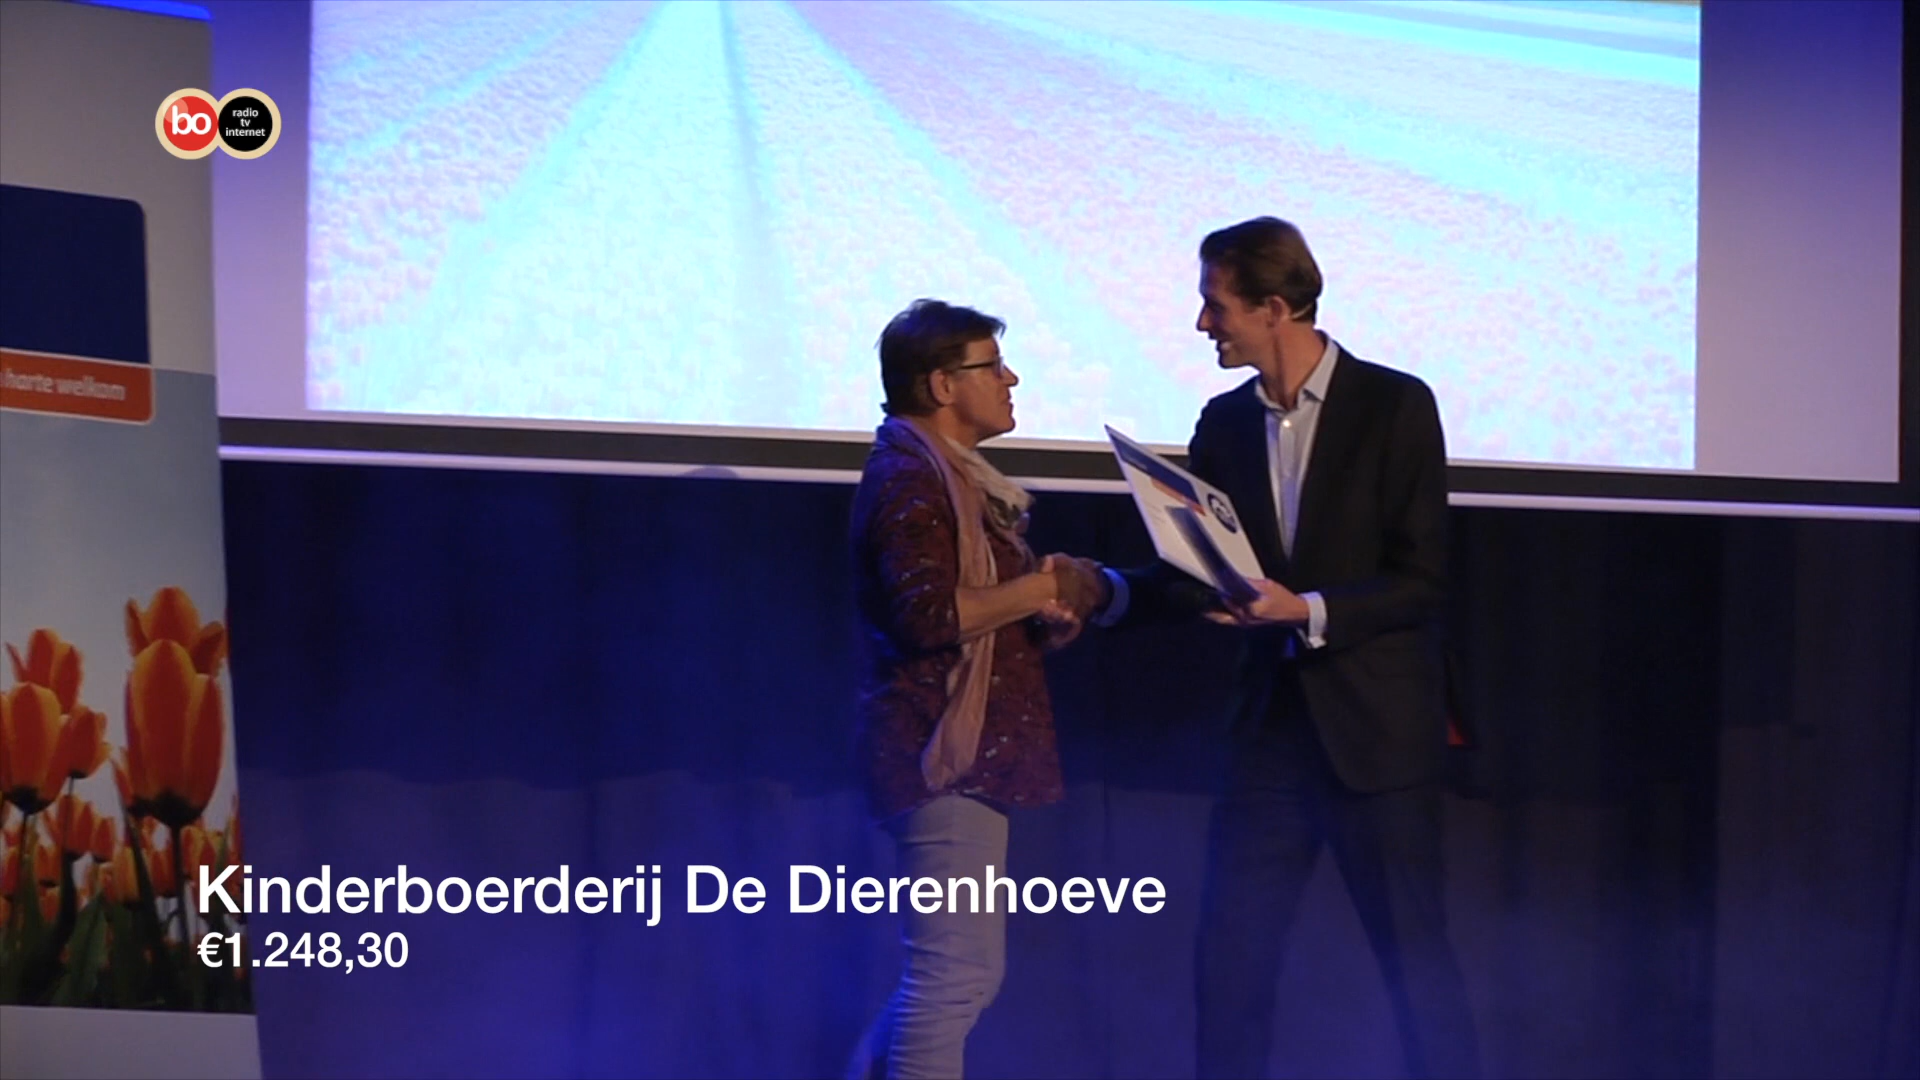 bo
radio
tv
internet
harte welkom
Kinderboerderij De Dierenhoeve
€1.248,30